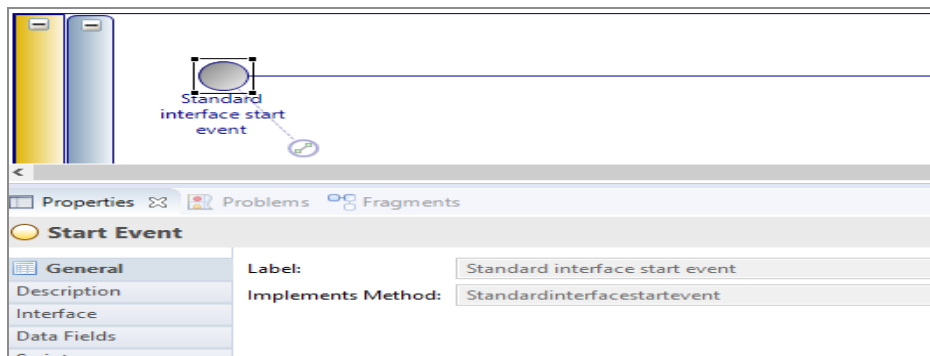 Standard
interface start
event
Properties
Problems
Fragments
Start Event
General
Label: Standard interface start event
Description
Implements Method: Standardinterfacestartevent
Interface
Data Fields